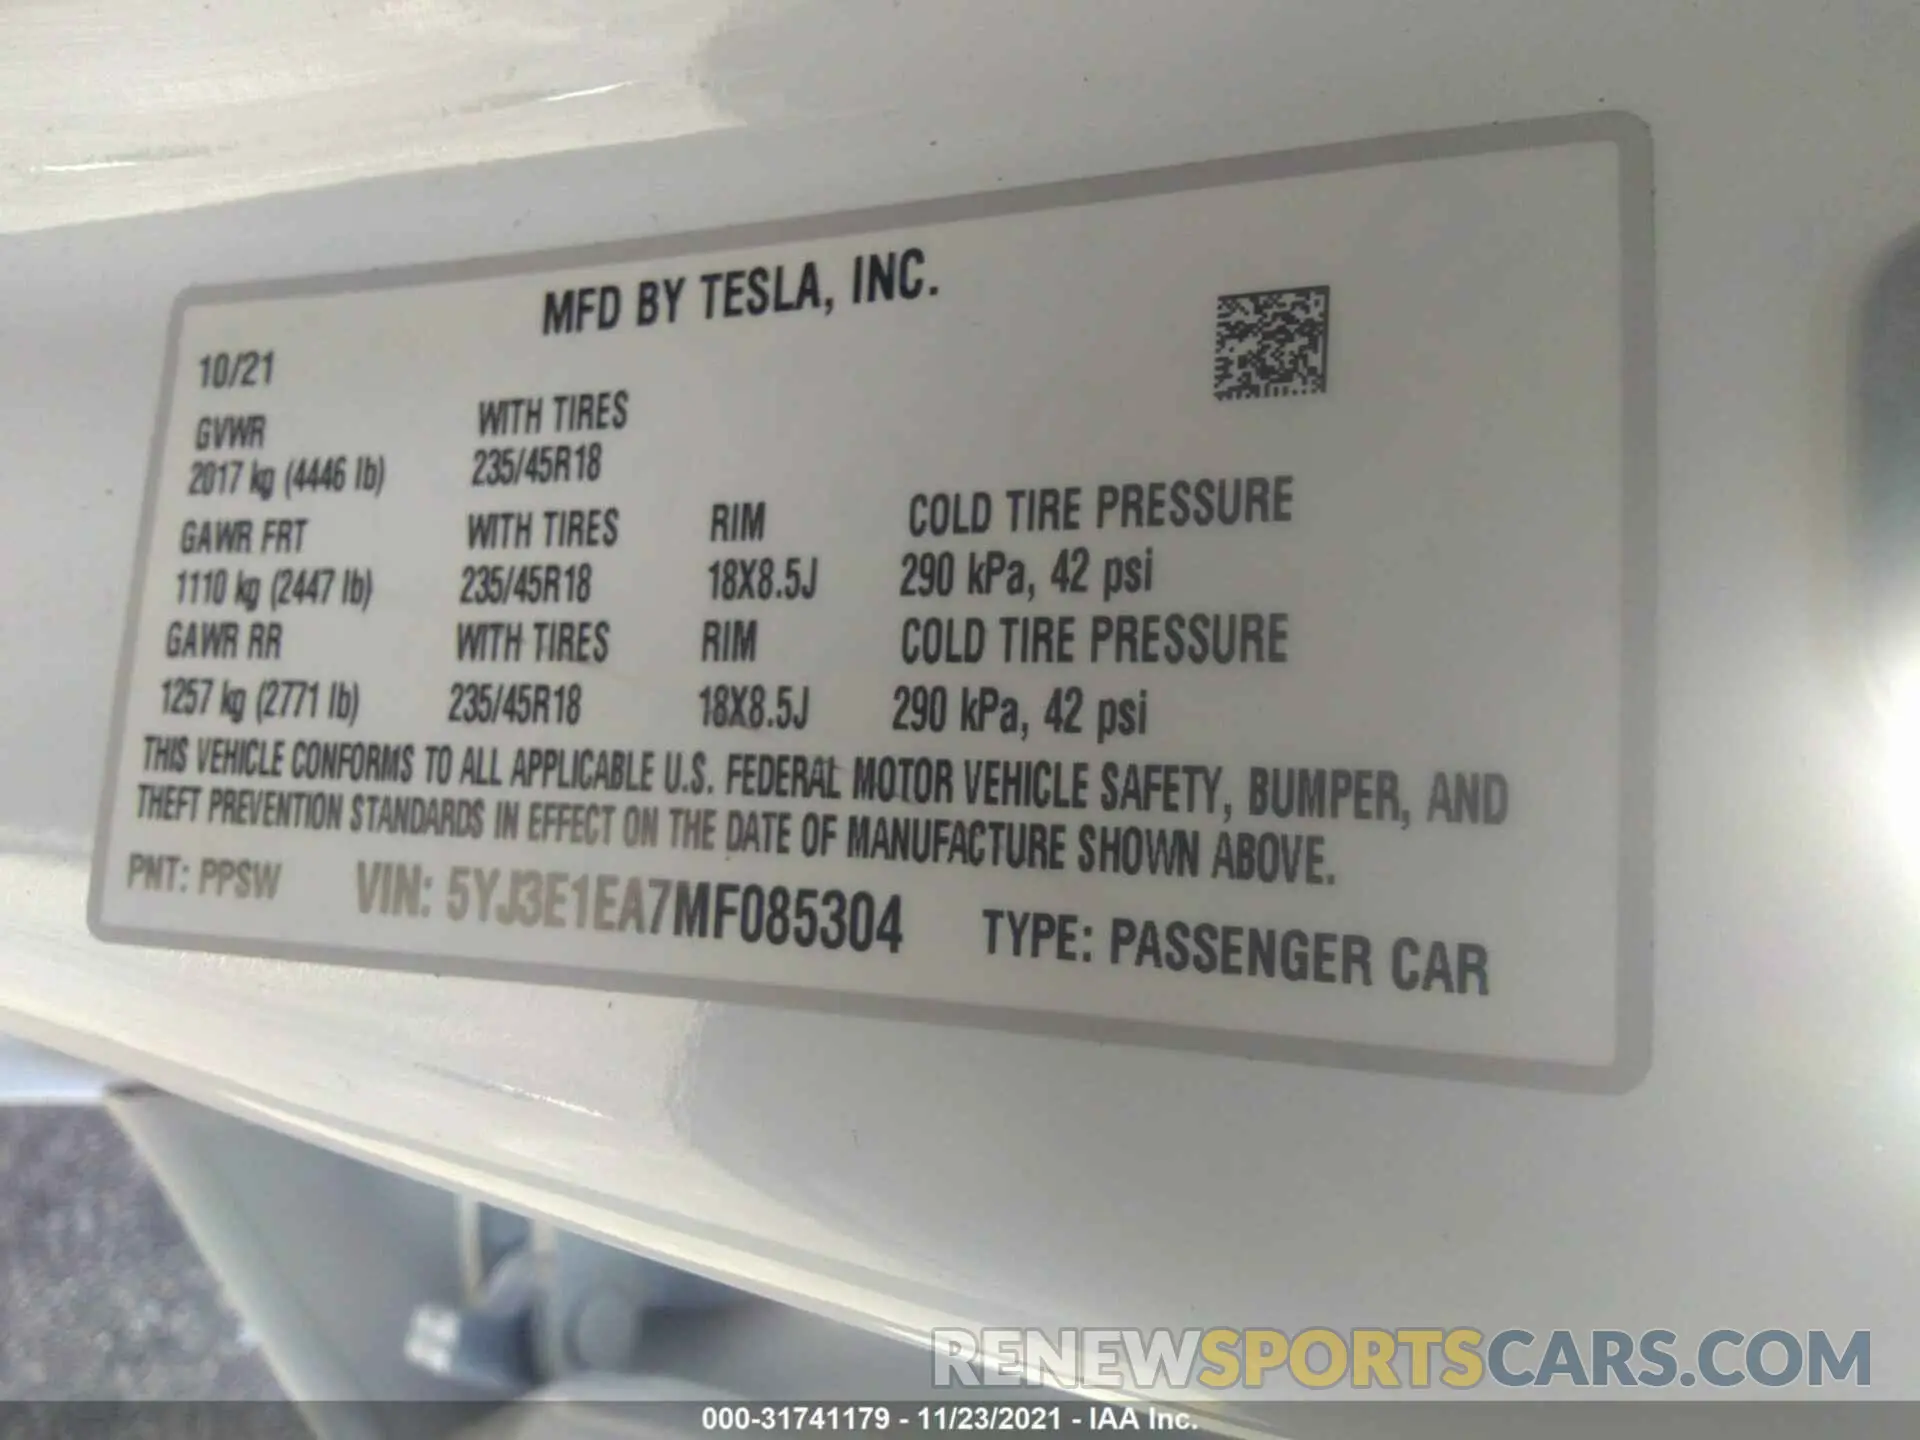 MFD BY TESLA, INC.
10/21
GVWR WITH TIRES
2017 kg (4446 lb) 235/45R18
GAWR FRT WITH TIRES RIM COLD TIRE PRESSURE
1110 kg (2447 lb) 235/45R18 18X8.5J 290 kPa, 42 psi
GAWR RR WITH TIRES RIM COLD TIRE PRESSURE
1257 kg (2771 lb) 235/45R18 18X8.5J 290 kPa, 42 psi
THIS VEHICLE CONFORMS TO ALL APPLICABLE U.S. FEDERAL MOTOR VEHICLE SAFETY, BUMPER, AND
THEFT PREVENTION STANDARDS IN EFFECT ON THE DATE OF MANUFACTURE SHOWN ABOVE.
PNT: PPSW VIN: 5YJ3E1EA7MF085304 TYPE: PASSENGER CAR
RENEWSPORTSCARS.COM
000-31741179 - 11/23/2021 - IAA Inc.